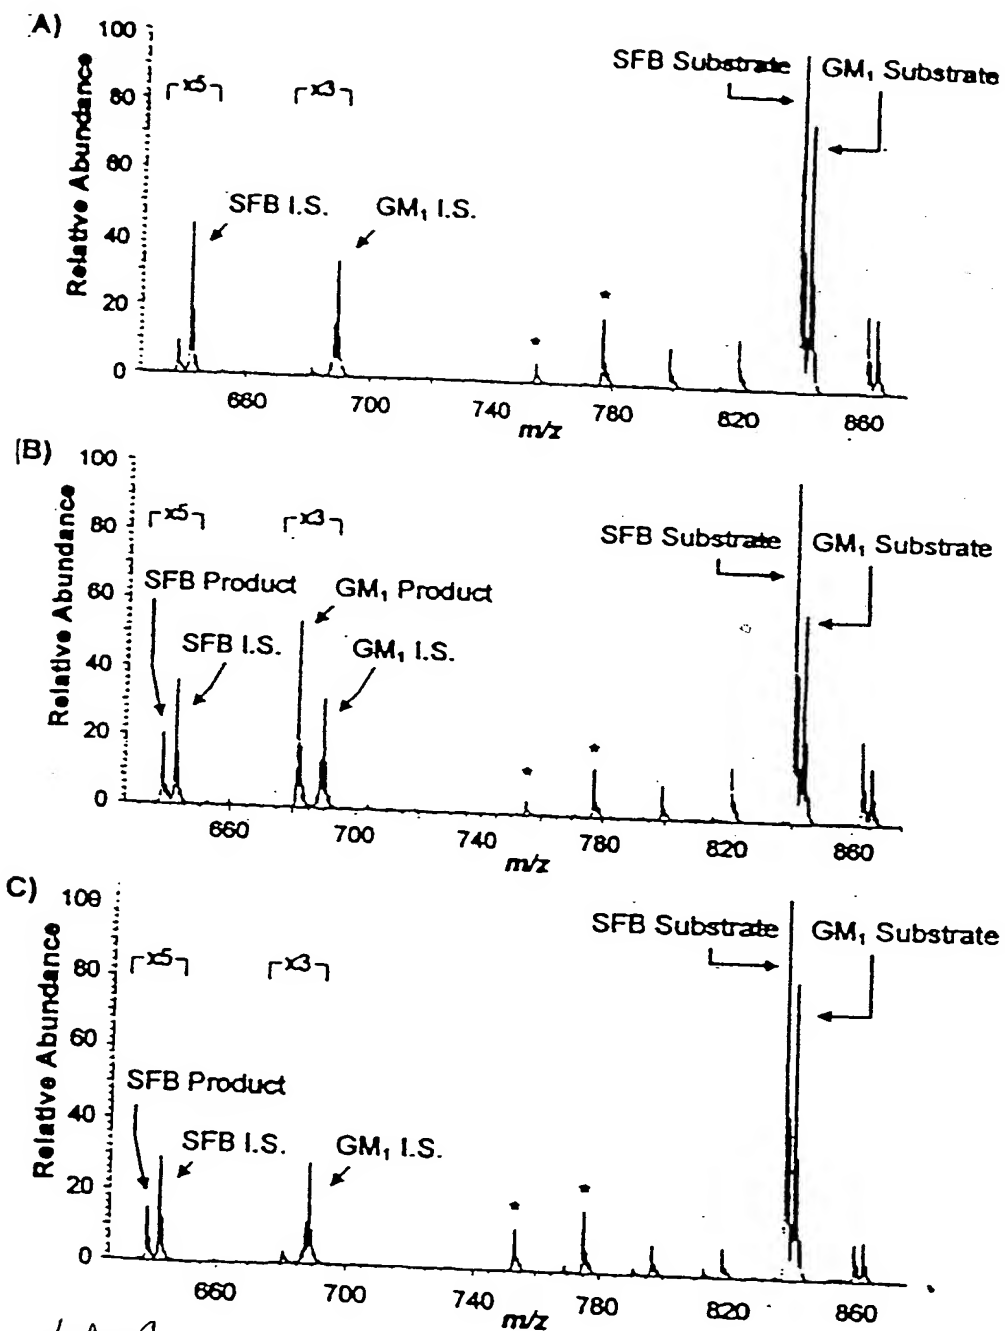 A)
Relative Abundance
100
80
60
40
20
0
x5
x3
SFB I.S.
GM₁ I.S.
*
*
SFB Substrate
GM₁ Substrate
660
700
740
780
820
860
m/z
(B)
Relative Abundance
100
80
60
40
20
0
x5
x3
SFB Product
SFB I.S.
GM₁ Product
GM₁ I.S.
*
*
SFB Substrate
GM₁ Substrate
660
700
740
780
820
860
m/z
C)
Relative Abundance
100
80
60
40
20
0
x5
x3
SFB Product
SFB I.S.
GM₁ I.S.
*
*
SFB Substrate
GM₁ Substrate
660
700
740
780
820
860
m/z